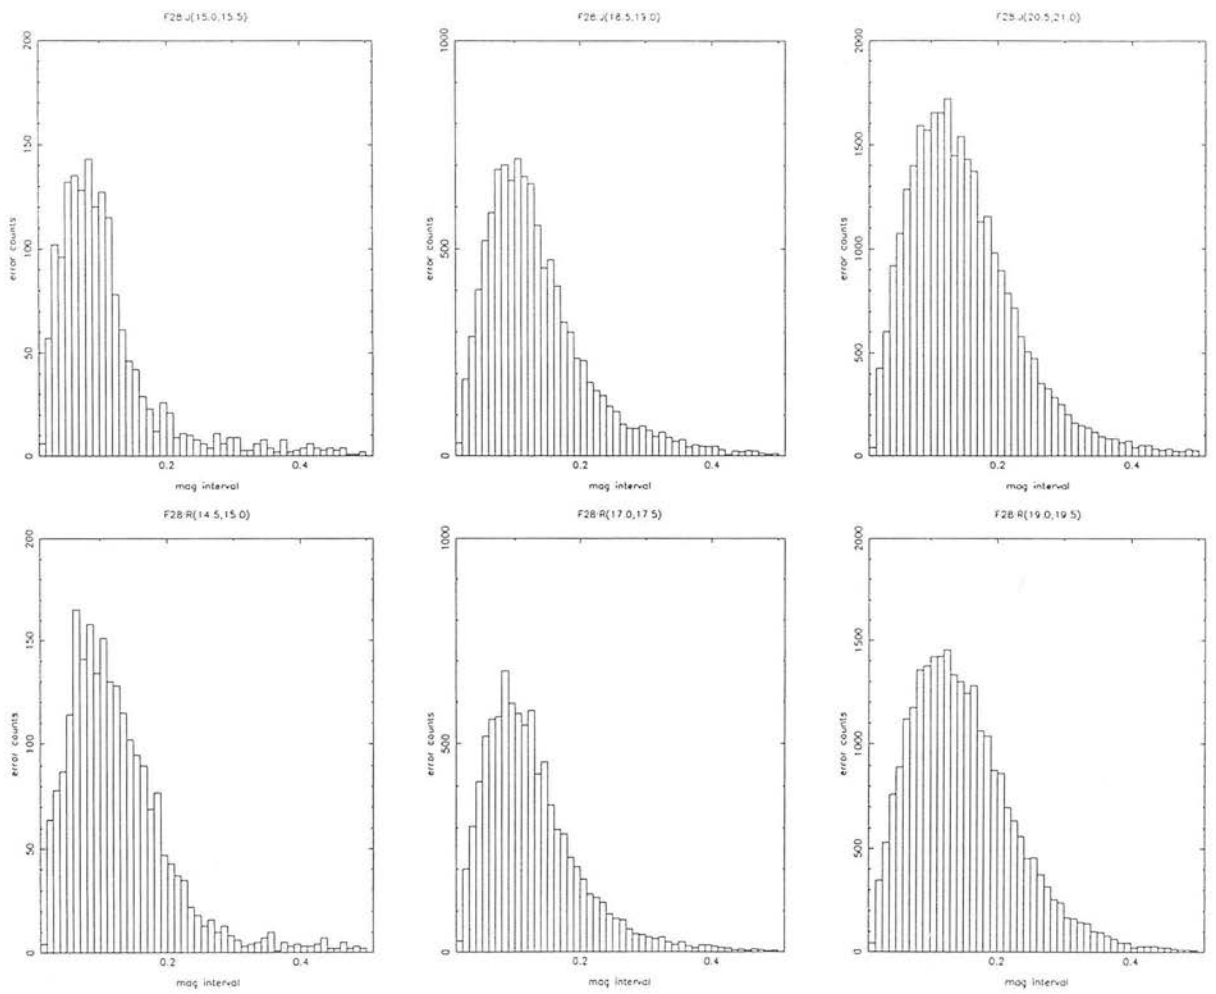 F28:J(15.0,15.5)
200
150
100
50
0
error counts
0.2
0.4
mag interval
F28:J(18.5,19.0)
1000
500
0
error counts
0.2
0.4
mag interval
F28:J(20.5,21.0)
2000
1500
1000
500
0
error counts
0.2
0.4
mag interval
F28:R(14.5,15.0)
200
150
100
50
0
error counts
0.2
0.4
mag interval
F28:R(17.0,17.5)
1000
500
0
error counts
0.2
0.4
mag interval
F28:R(19.0,19.5)
2000
1500
1000
500
0
error counts
0.2
0.4
mag interval